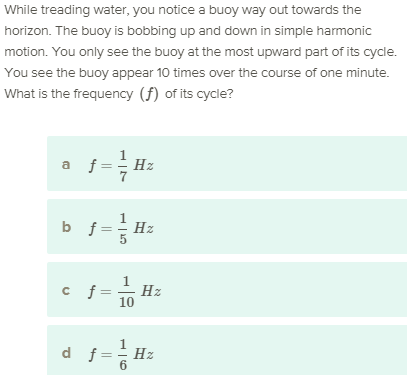 While treading water, you notice a buoy way out towards the
horizon. The buoy is bobbing up and down in simple harmonic
motion. You only see the buoy at the most upward part of its cycle.
You see the buoy appear 10 times over the course of one minute.
What is the frequency (f) of its cycle?
a f = 1/7 Hz
b f = 1/5 Hz
c f = 1/10 Hz
d f = 1/6 Hz